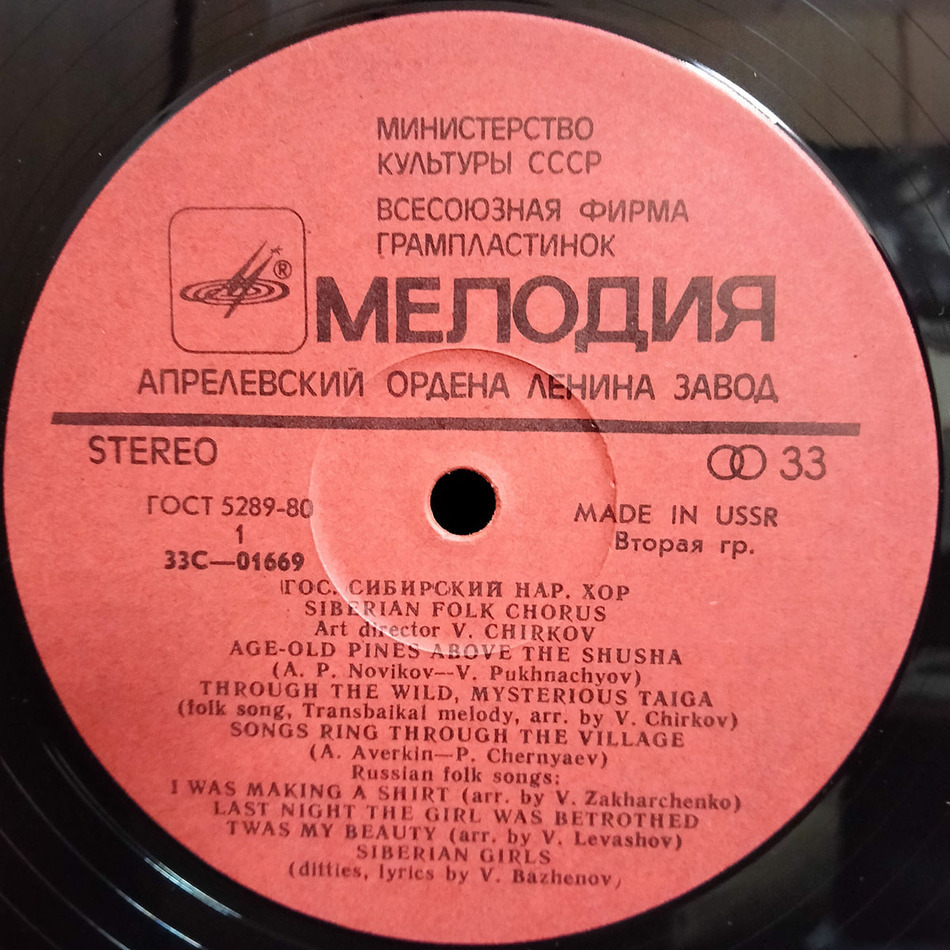 МИНИСТЕРСТВО
КУЛЬТУРЫ СССР
ВСЕСОЮЗНАЯ ФИРМА
ГРАМПЛАСТИНОК
®
МЕЛОДИЯ
АПРЕЛЕВСКИЙ ОРДЕНА ЛЕНИНА ЗАВОД
STEREO
33
ГОСТ 5289-80
MADE IN USSR
1
Вторая гр.
33С—01669
ГОС. СИБИРСКИЙ НАР. ХОР
SIBERIAN FOLK CHORUS
Art director V. CHIRKOV
AGE-OLD PINES ABOVE THE SHUSHA
(A. P. Novikov—V. Pukhnachyov)
THROUGH THE WILD, MYSTERIOUS TAIGA
(folk song, Transbaikal melody, arr. by V. Chirkov)
SONGS RING THROUGH THE VILLAGE
(A. Averkin—P. Chernyaev)
Russian folk songs:
I WAS MAKING A SHIRT (arr. by V. Zakharchenko)
LAST NIGHT THE GIRL WAS BETROTHED
TWAS MY BEAUTY (arr. by V. Levashov)
SIBERIAN GIRLS
(ditties, lyrics by V. Bazhenov)